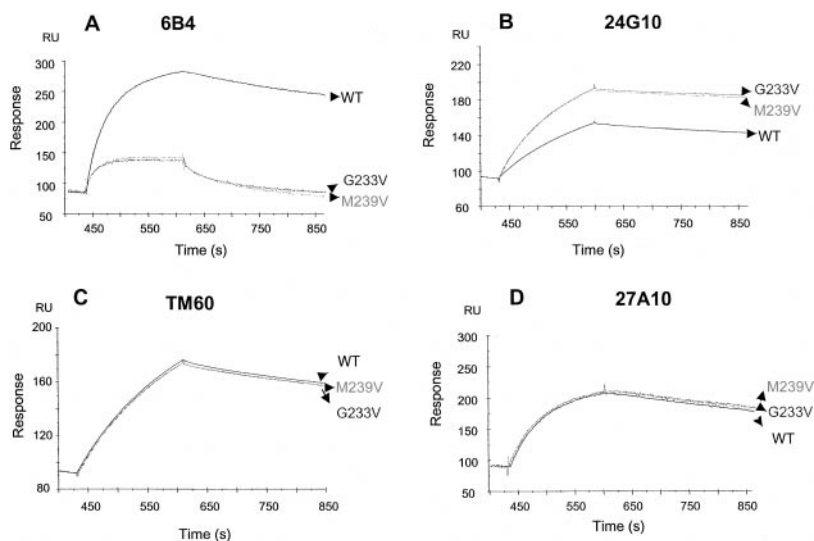 A 6B4
RU
300
250
200
150
100
50
Response
450 550 650 750 850
Time (s)
WT
G233V
M239V
B 24G10
RU
220
180
140
100
60
Response
450 550 650 750 850
Time (s)
G233V
M239V
WT
C TM60
RU
200
160
120
80
Response
450 550 650 750 850
Time (s)
WT
M239V
G233V
D 27A10
RU
300
250
200
150
100
50
Response
450 550 650 750 850
Time (s)
M239V
G233V
WT